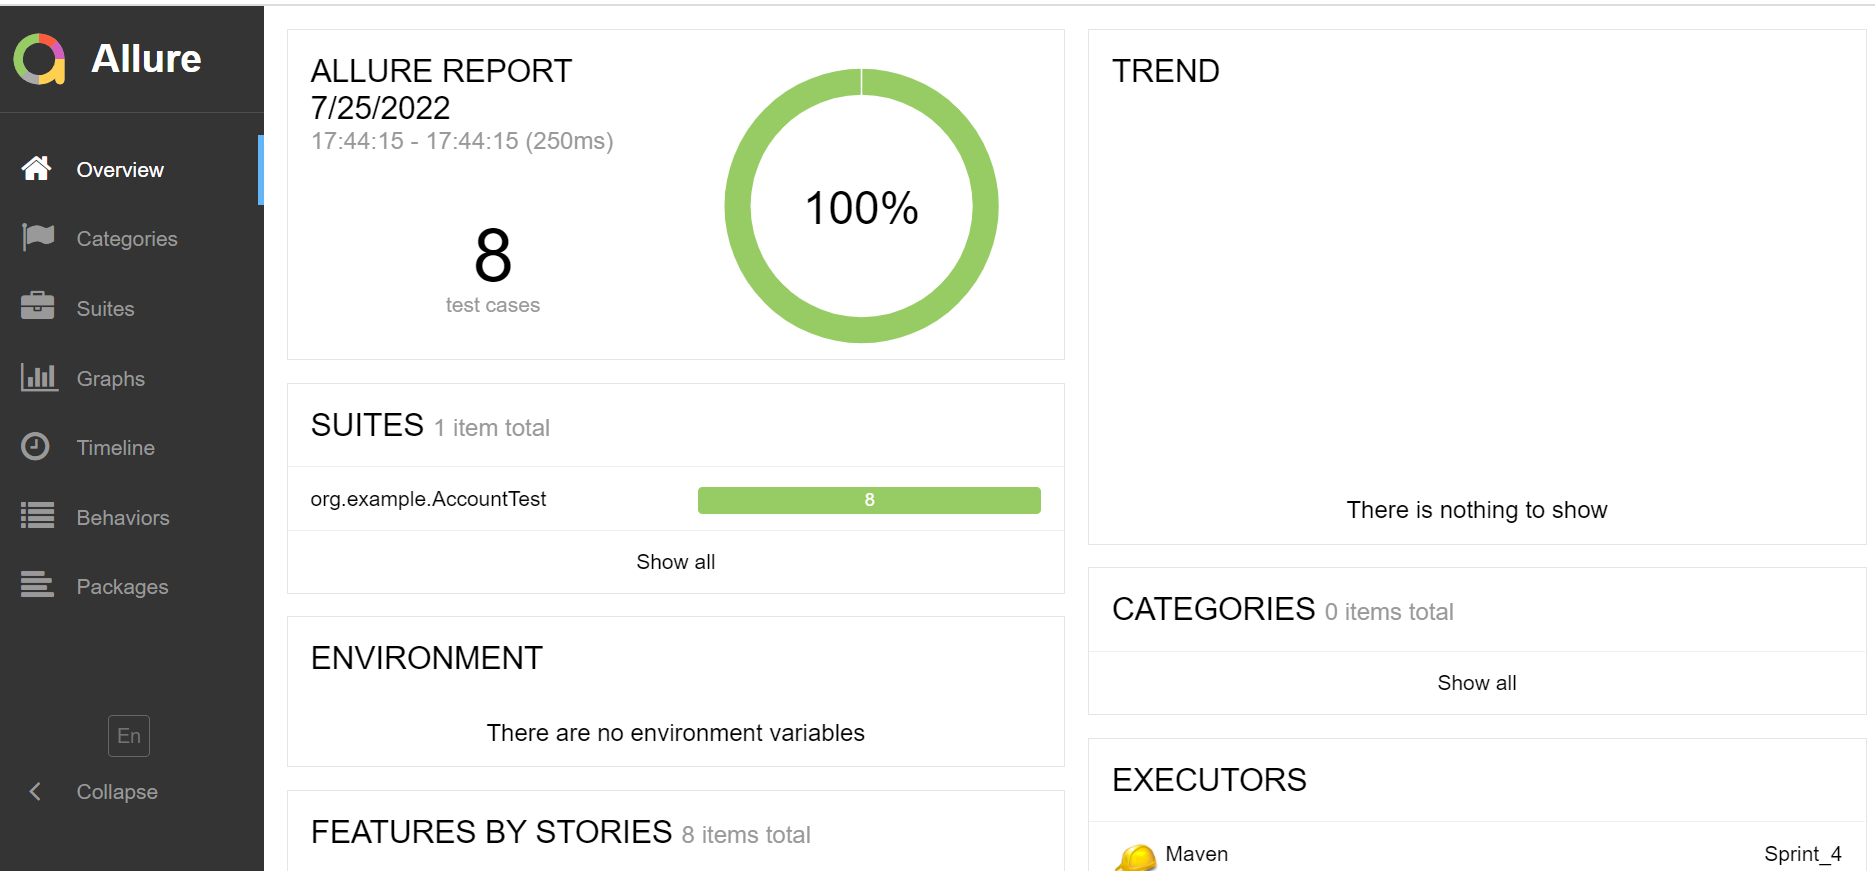 Allure
Overview
Categories
Suites
Graphs
Timeline
Behaviors
Packages
En
Collapse
ALLURE REPORT
7/25/2022
17:44:15 - 17:44:15 (250ms)
8
test cases
100%
SUITES 1 item total
org.example.AccountTest 8
Show all
ENVIRONMENT
There are no environment variables
FEATURES BY STORIES 8 items total
TREND
There is nothing to show
CATEGORIES 0 items total
Show all
EXECUTORS
Maven Sprint_4